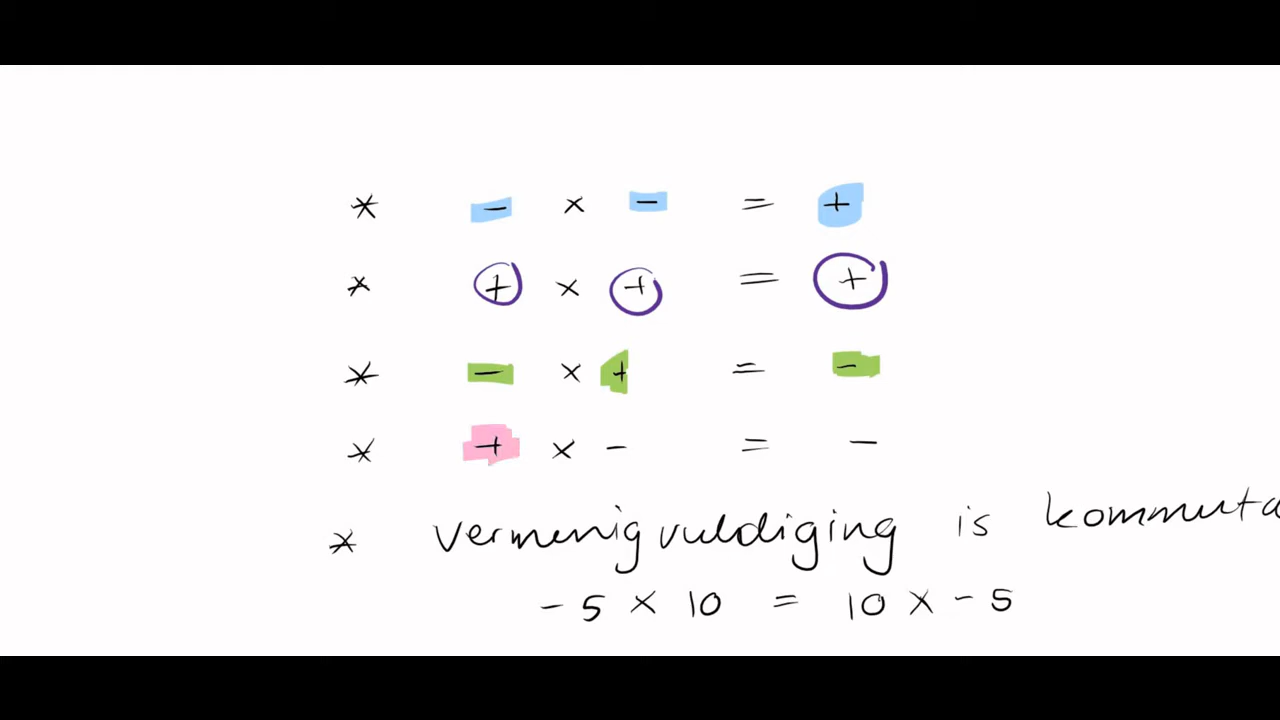 * - × - = +
* + × + = +
* - × + = -
* + × - = -
* vermenigvuldiging is kommuta
-5 × 10 = 10 × -5